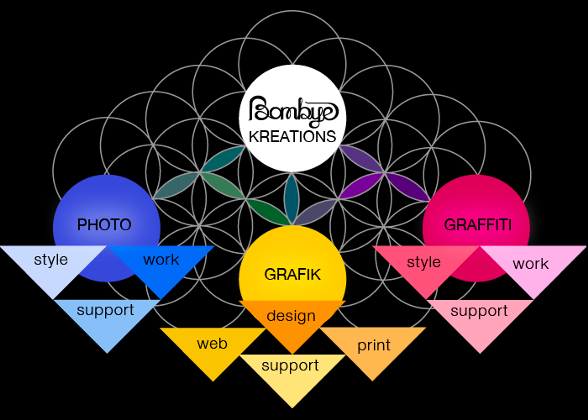 Bombye
KREATIONS
PHOTO
GRAFFITI
style
work
style
work
GRAFIK
support
design
support
web
print
support